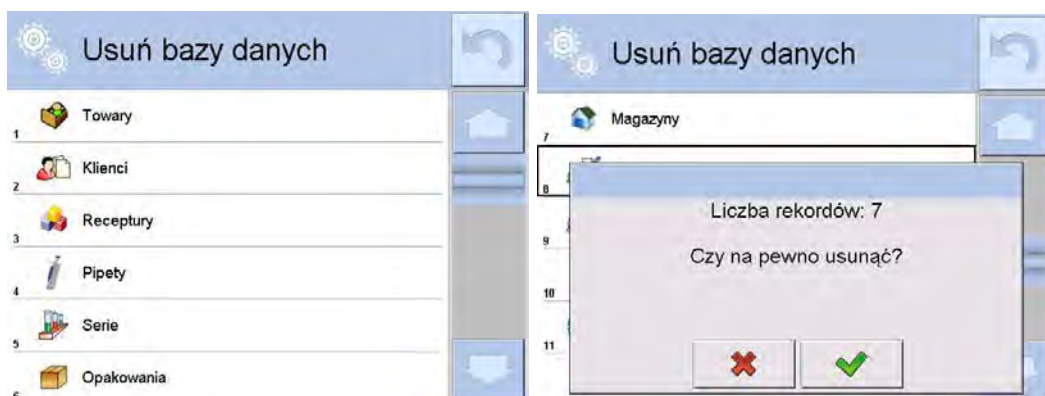 Usuń bazy danych
1 Towary
2 Klienci
3 Receptury
4 Pipety
5 Serie
6 Opakowania
Usuń bazy danych
7 Magazyny
8
9
10
11
Liczba rekordów: 7
Czy na pewno usunąć?